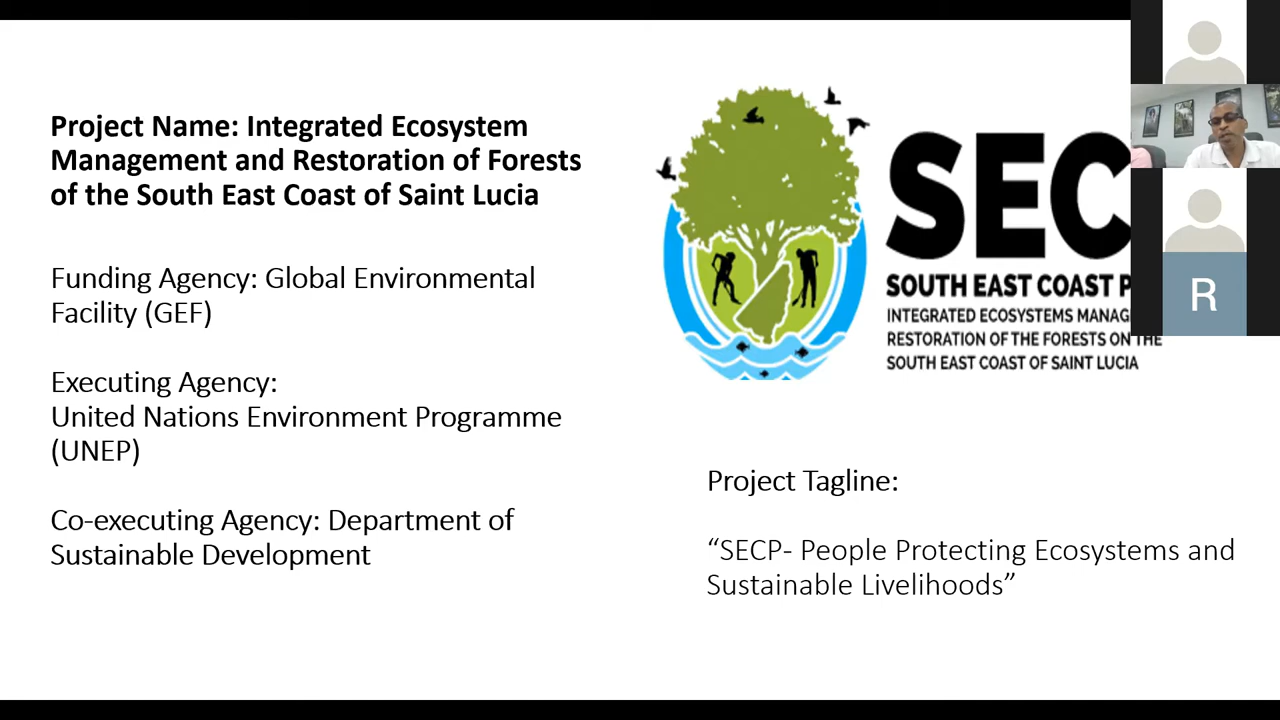 Project Name: Integrated Ecosystem
Management and Restoration of Forests
of the South East Coast of Saint Lucia
Funding Agency: Global Environmental
Facility (GEF)
Executing Agency:
United Nations Environment Programme
(UNEP)
Co-executing Agency: Department of
Sustainable Development
SEC
SOUTH EAST COAST P
INTEGRATED ECOSYSTEMS MANAG
RESTORATION OF THE FORESTS ON THE
SOUTH EAST COAST OF SAINT LUCIA
Project Tagline:
“SECP- People Protecting Ecosystems and
Sustainable Livelihoods”
R